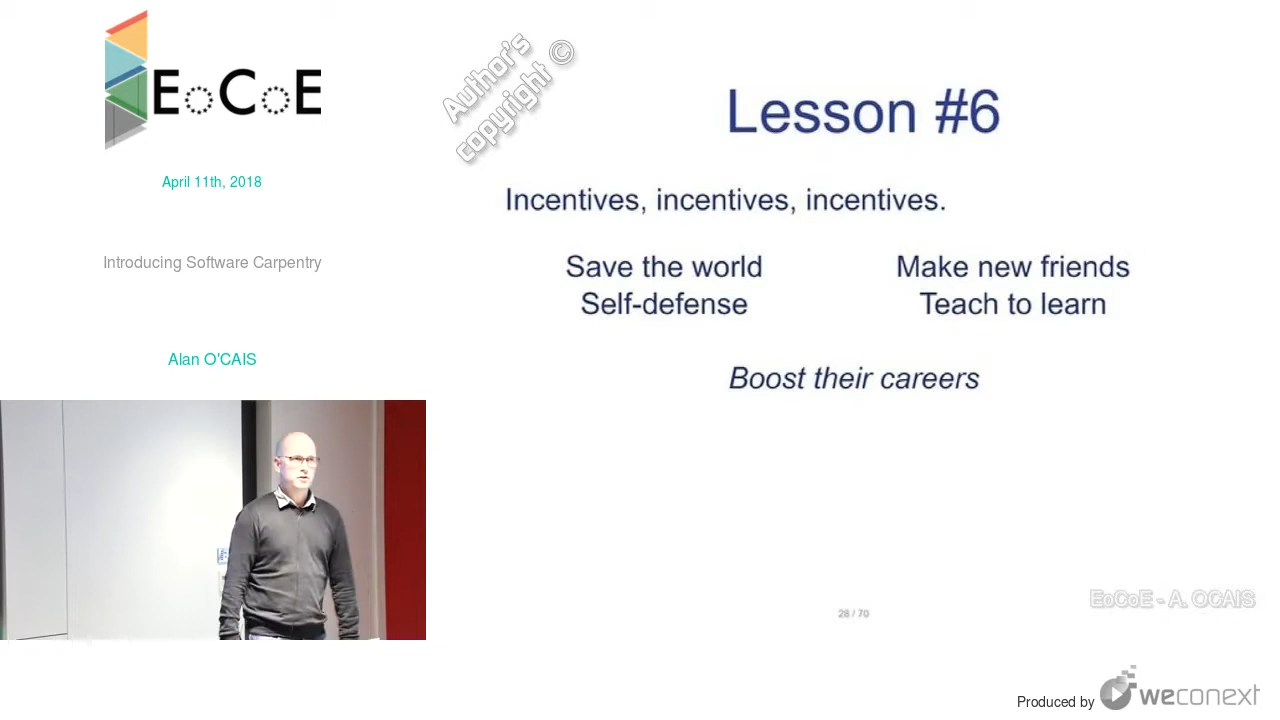 EoCoE
April 11th, 2018
Introducing Software Carpentry
Alan O'CAIS
Author's
copyright ©
Lesson #6
Incentives, incentives, incentives.
Save the world
Make new friends
Self-defense
Teach to learn
Boost their careers
28 / 70
EoCoE - A. OCAIS
Produced by
weconext